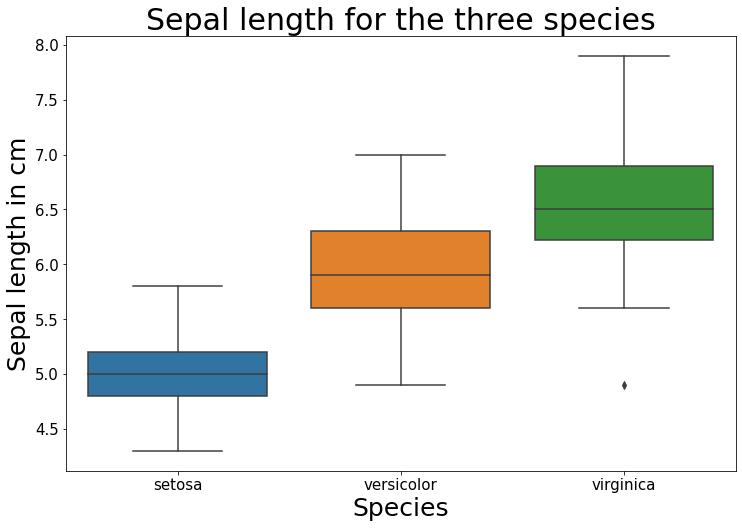 Sepal length for the three species
Sepal length in cm
8.0
7.5
7.0
6.5
6.0
5.5
5.0
4.5
setosa versicolor virginica
Species